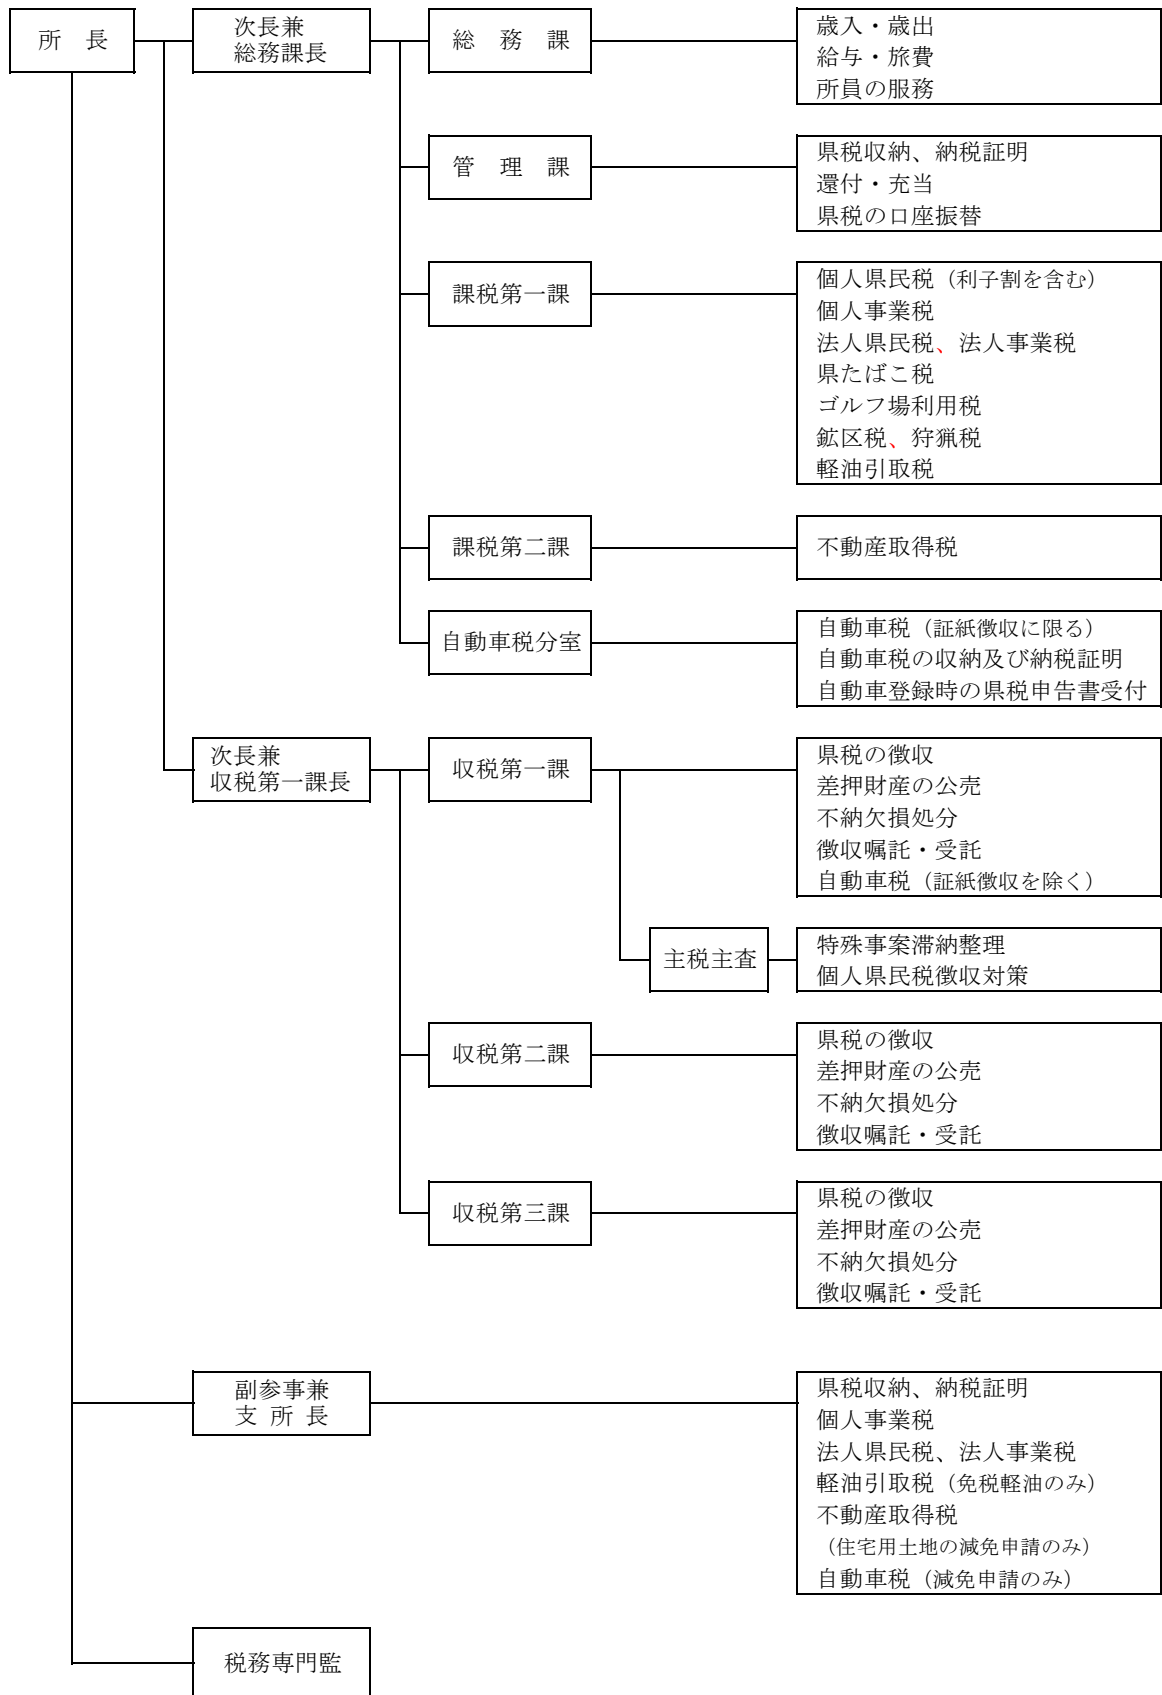 所　長
次長兼
総務課長
総　務　課
歳入・歳出
給与・旅費
所員の服務
管　理　課
県税収納、納税証明
還付・充当
県税の口座振替
課税第一課
個人県民税（利子割を含む）
個人事業税
法人県民税、法人事業税
県たばこ税
ゴルフ場利用税
鉱区税、狩猟税
軽油引取税
課税第二課
不動産取得税
自動車税分室
自動車税（証紙徴収に限る）
自動車税の収納及び納税証明
自動車登録時の県税申告書受付
次長兼
収税第一課長
収税第一課
県税の徴収
差押財産の公売
不納欠損処分
徴収嘱託・受託
自動車税（証紙徴収を除く）
主税主査
特殊事案滞納整理
個人県民税徴収対策
収税第二課
県税の徴収
差押財産の公売
不納欠損処分
徴収嘱託・受託
収税第三課
県税の徴収
差押財産の公売
不納欠損処分
徴収嘱託・受託
副参事兼
支 所 長
県税収納、納税証明
個人事業税
法人県民税、法人事業税
軽油引取税（免税軽油のみ）
不動産取得税
（住宅用土地の減免申請のみ）
自動車税（減免申請のみ）
税務専門監